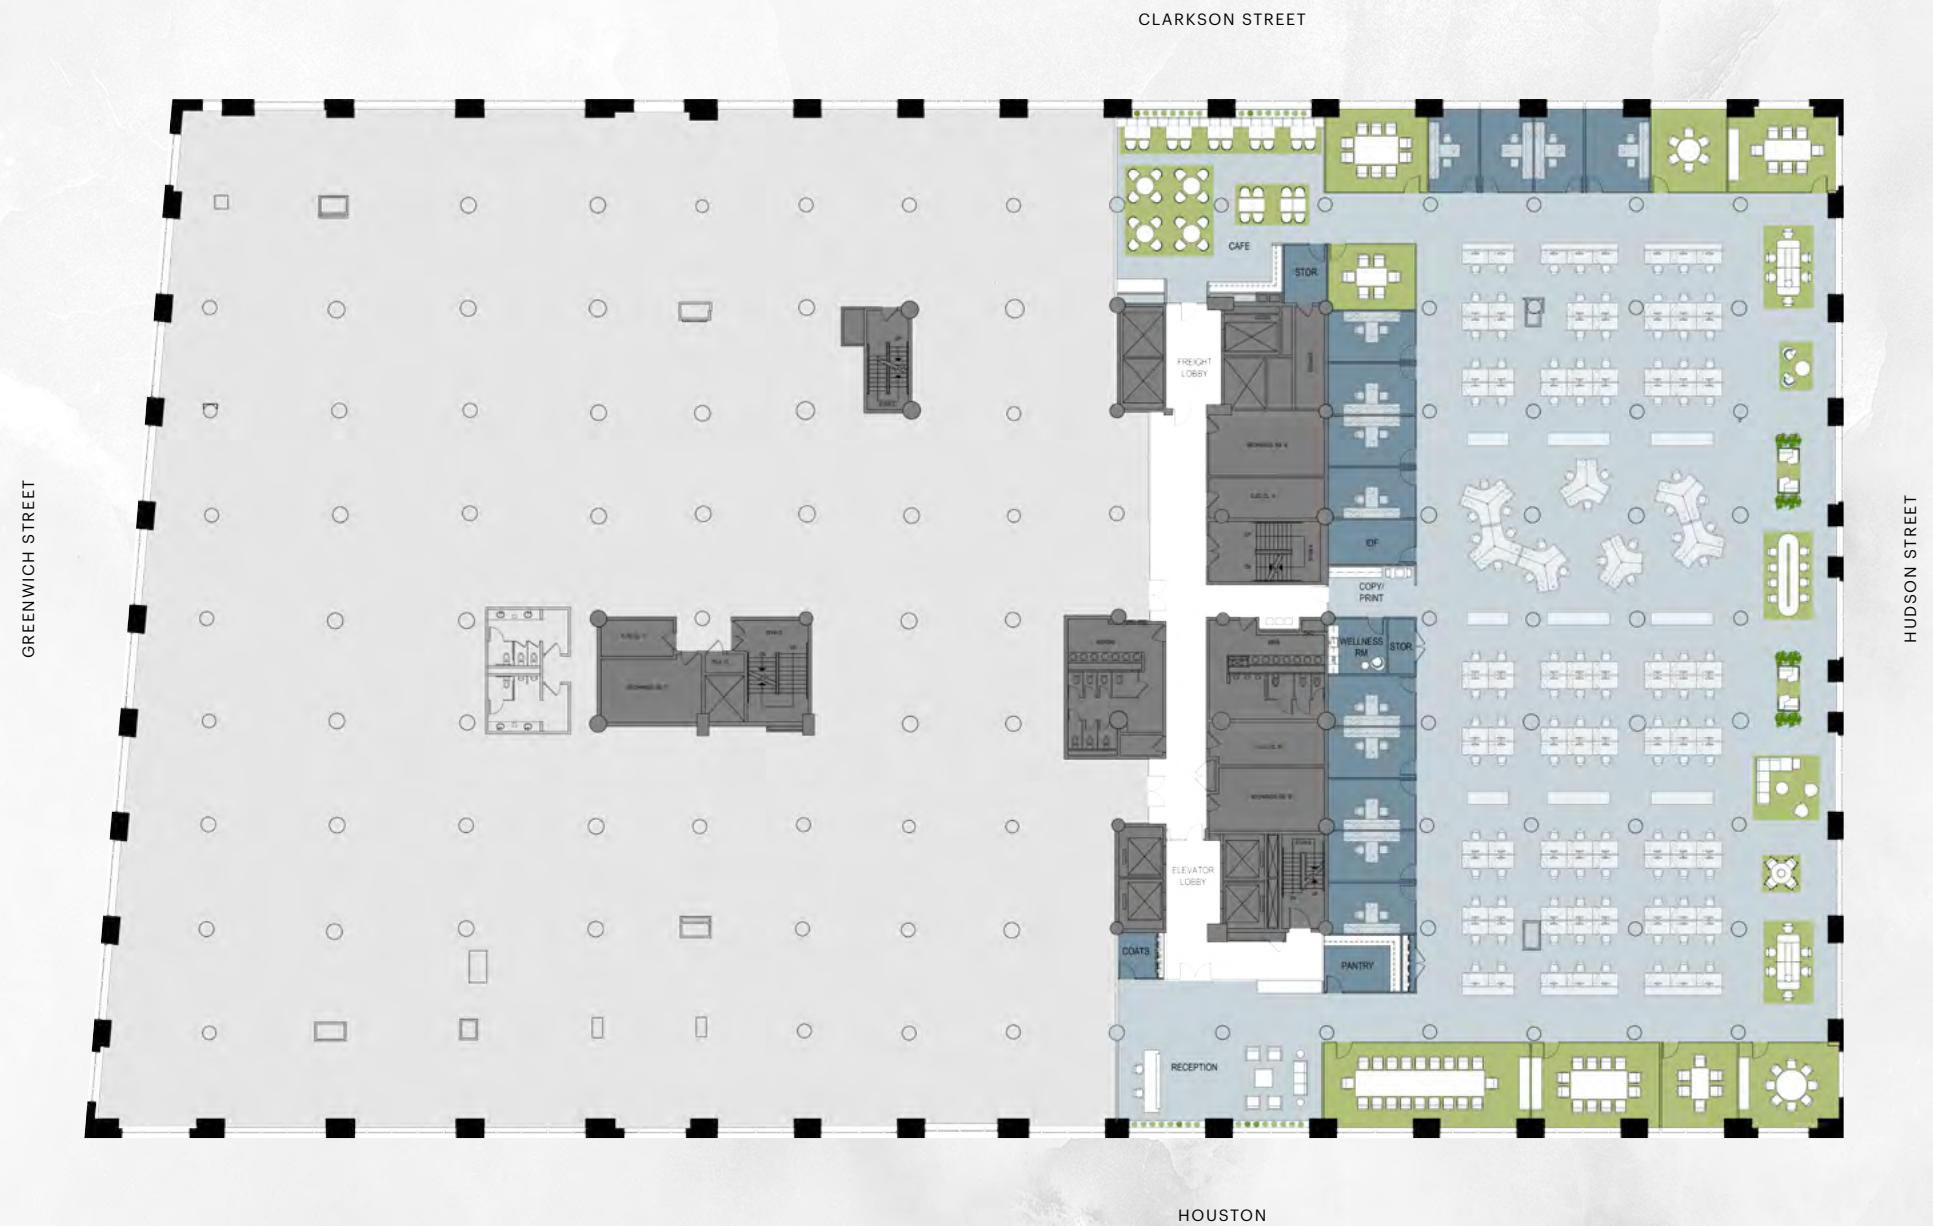 CLARKSON STREET
GREENWICH STREET
HUDSON STREET
CAFE
STOR.
FREIGHT
LOBBY
IDF
COPY/
PRINT
WELLNESS
RM
STOR.
ELEVATOR
LOBBY
COATS
PANTRY
RECEPTION
HOUSTON